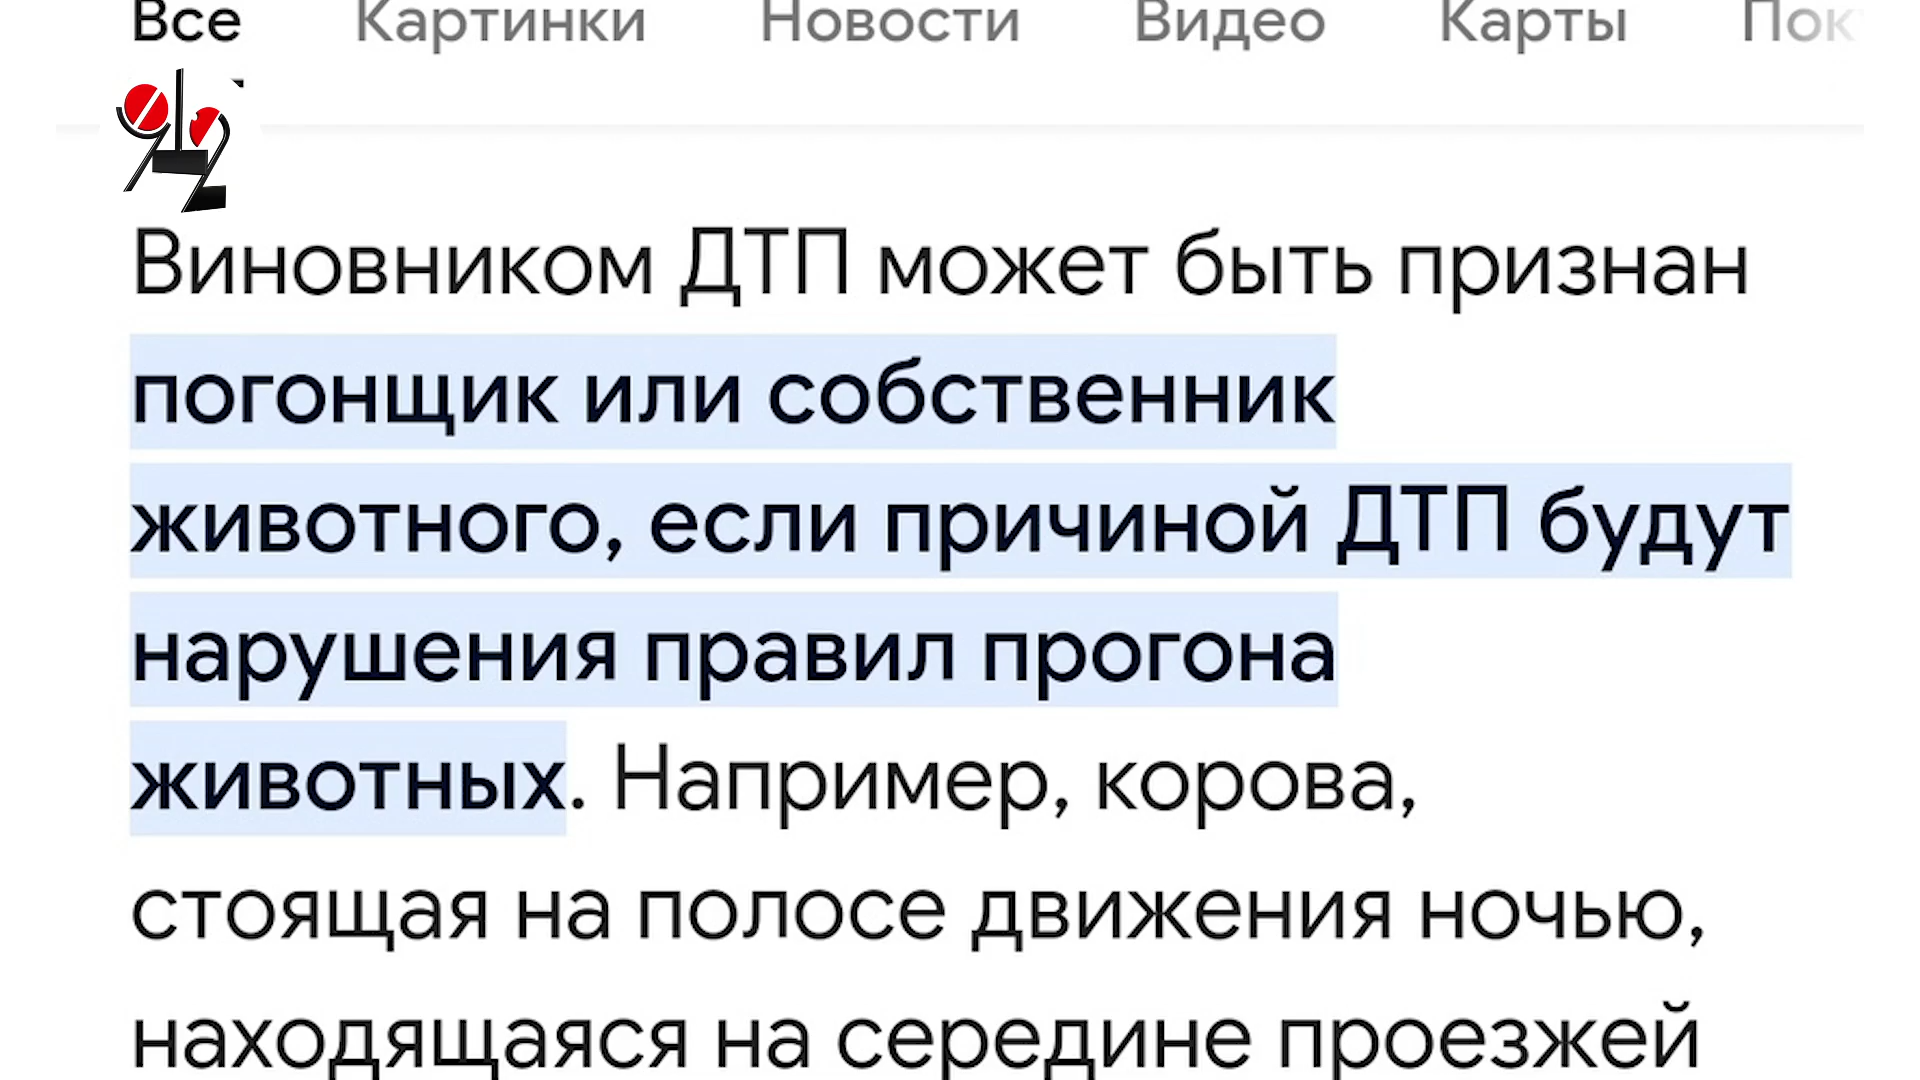 Все Картинки Новости Видео Карты
Виновником ДТП может быть признан
погонщик или собственник
животного, если причиной ДТП будут
нарушения правил прогона
животных. Например, корова,
стоящая на полосе движения ночью,
находящаяся на середине проезжей